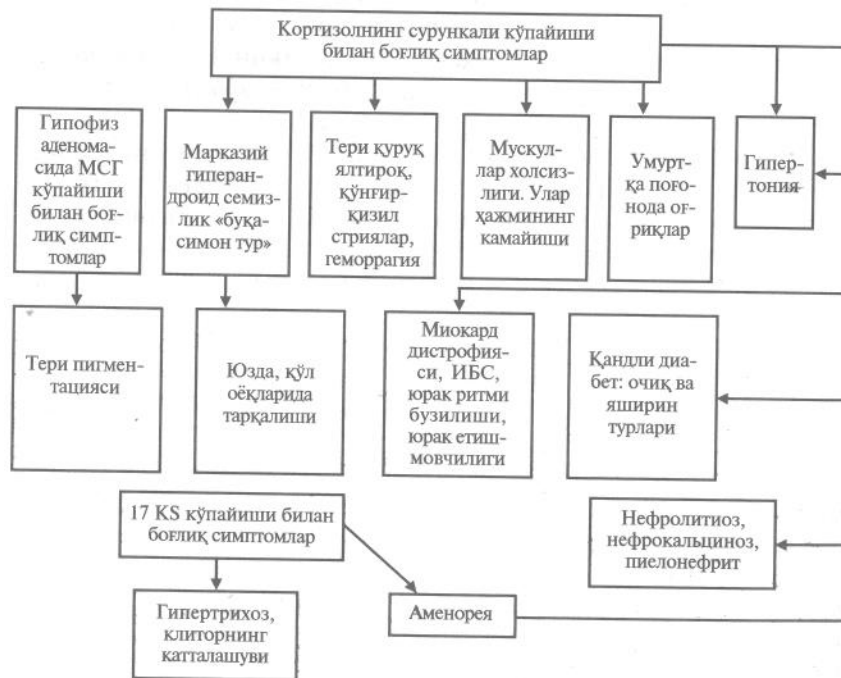 Кортизолнинг сурункали кўпайиши
билан боғлиқ симптомлар
Гипофиз
аденома-
сида МСГ
кўпайиши
билан боғ-
лиқ симп-
томлар
Марказий
гиперан-
дроид семиз-
лик «буқа-
симон тур»
Тери қуруқ
ялтироқ,
қўнғир-
қизил
стриялар,
геморрагия
Мускул-
лар холсиз-
лиги. Улар
ҳажмининг
камайиши
Умурт-
қа поғо-
нода оғ-
риқлар
Гипер-
тония
Тери пигмен-
тацияси
Юзда, қўл
оёқларида
тарқалиши
Миокард
дистрофия-
си, ИБС,
юрак ритми
бузилиши,
юрак етиш-
мовчилиги
Қандли диа-
бет: очиқ ва
яширин
турлари
17 KS кўпайиши билан
боғлиқ симптомлар
Нефролитиоз,
нефрокальциноз,
пиелонефрит
Гипертрихоз,
клиторнинг
катталашуви
Аменорея